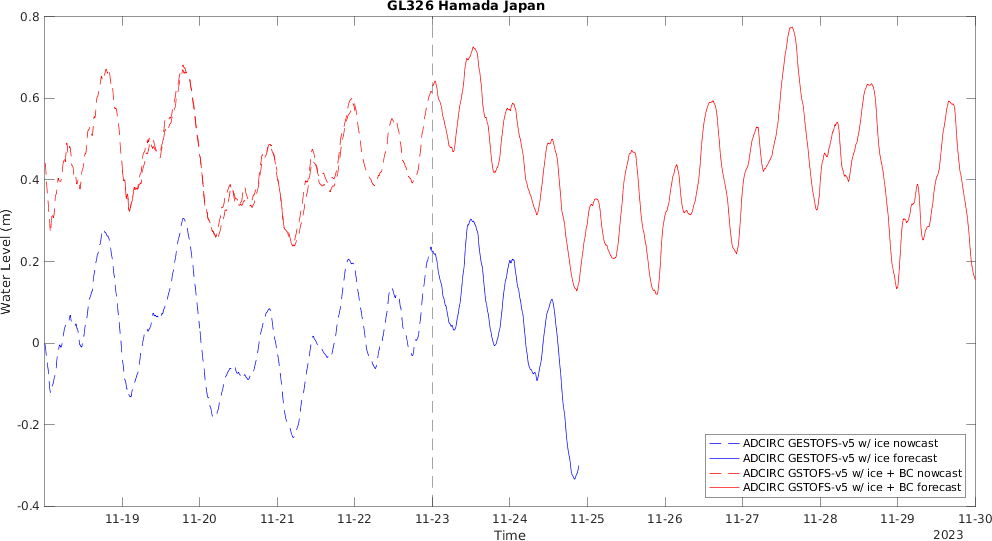 GL326 Hamada Japan
Water Level (m)
0.8
0.6
0.4
0.2
0
-0.2
-0.4
ADCIRC GESTOFS-v5 w/ ice nowcast
ADCIRC GESTOFS-v5 w/ ice forecast
ADCIRC GSTOFS-v5 w/ ice + BC nowcast
ADCIRC GSTOFS-v5 w/ ice + BC forecast
11-19 11-20 11-21 11-22 11-23 11-24 11-25 11-26 11-27 11-28 11-29 11-30
Time
2023